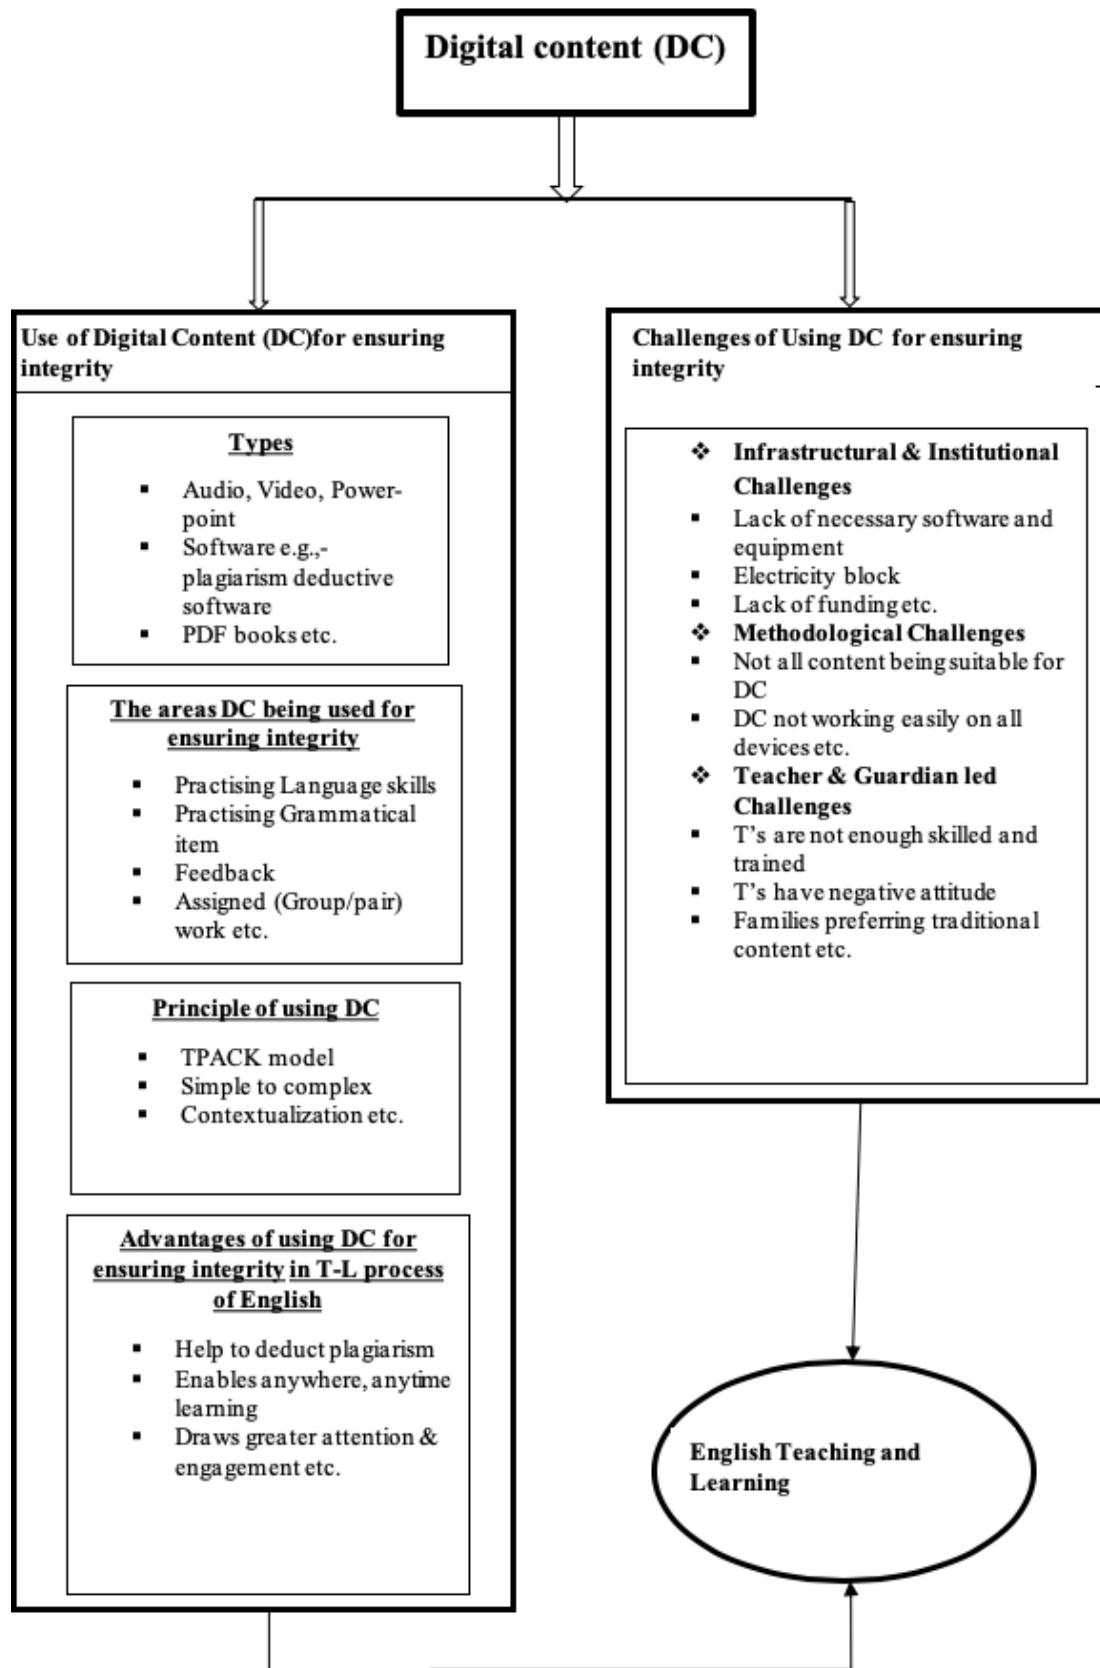 Digital content (DC)
Use of Digital Content (DC)for ensuring
integrity
Types
▪ Audio, Video, Power-
point
▪ Software e.g.,-
plagiarism deductive
software
▪ PDF books etc.
The areas DC being used for
ensuring integrity
▪ Practising Language skills
▪ Practising Grammatical
item
▪ Feedback
▪ Assigned (Group/pair)
work etc.
Principle of using DC
▪ TPACK model
▪ Simple to complex
▪ Contextualization etc.
Advantages of using DC for
ensuring integrity in T-L process
of English
▪ Help to deduct plagiarism
▪ Enables anywhere, anytime
learning
▪ Draws greater attention &
engagement etc.
Challenges of Using DC for ensuring
integrity
❖ Infrastructural & Institutional
Challenges
▪ Lack of necessary software and
equipment
▪ Electricity block
▪ Lack of funding etc.
❖ Methodological Challenges
▪ Not all content being suitable for
DC
▪ DC not working easily on all
devices etc.
❖ Teacher & Guardian led
Challenges
▪ T's are not enough skilled and
trained
▪ T's have negative attitude
▪ Families preferring traditional
content etc.
English Teaching and
Learning